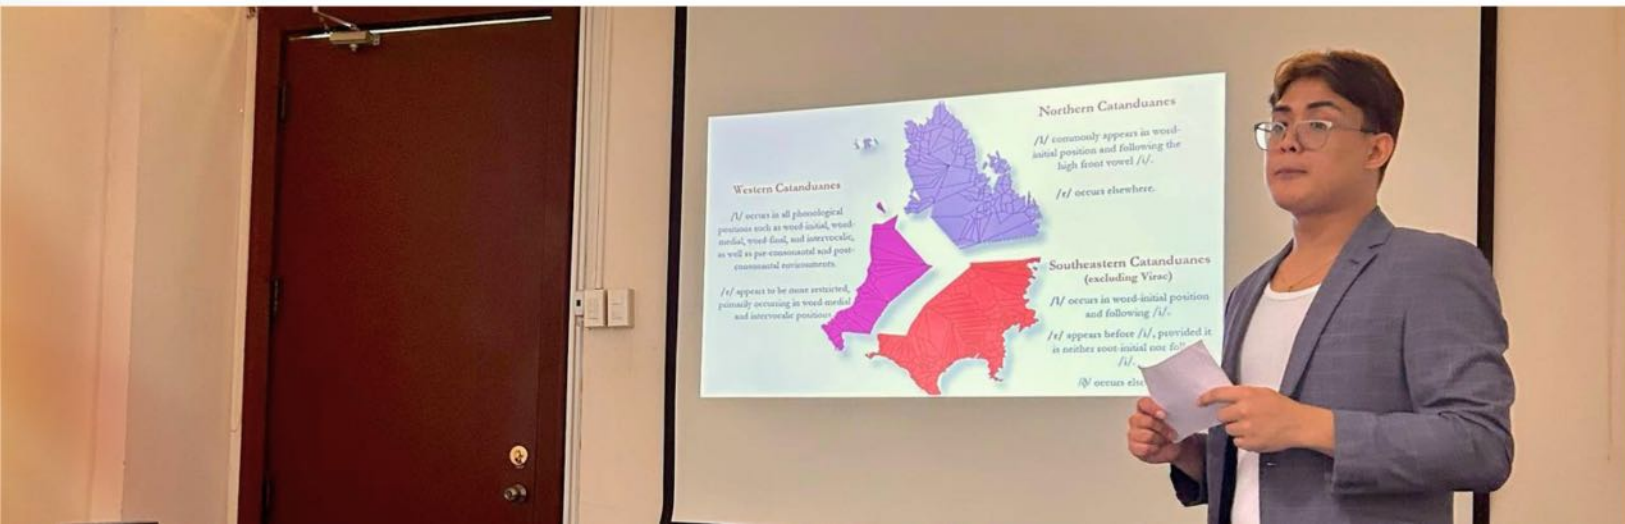 Northern Catanduanes
/l/ commonly appears in word-
initial position and following the
high front vowel /i/.
/ɾ/ occurs elsewhere.
Western Catanduanes
/l/ occurs in all phonological
positions such as word-initial, word-
medial, word-final, and intervocalic,
as well as pre-consonantal and post-
consonantal environments.
/ɾ/ appears to be more restricted,
primarily occurring in word-medial
and intervocalic positions.
Southeastern Catanduanes
(excluding Virac)
/l/ occurs in word-initial position
and following /i/.
/ɾ/ appears before /i/, provided it
is neither root-initial nor
/i/.
occurs